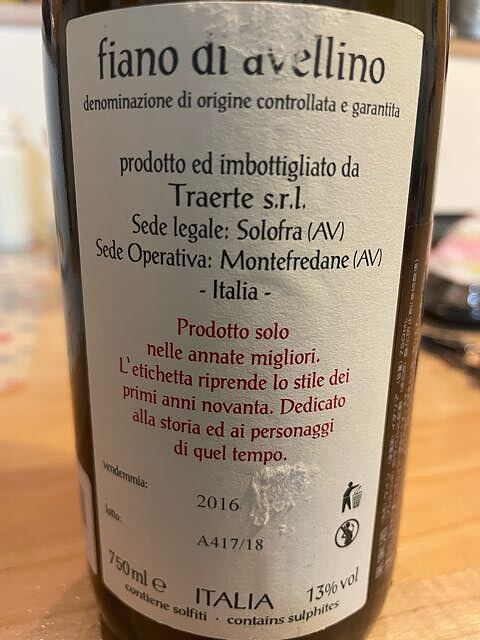 fiano di avellino
denominazione di origine controllata e garantita
prodotto ed imbottigliato da
Traerte s.r.l.
Sede legale: Solofra (AV)
Sede Operativa: Montefredane (AV)
- Italia -
Prodotto solo
nelle annate migliori.
L'etichetta riprende lo stile dei
primi anni novanta. Dedicato
alla storia ed ai personaggi
di quel tempo.
vendemmia: 2016
lotto: A417/18
750ml e ITALIA 13% vol
contiene solfiti · contains sulphites